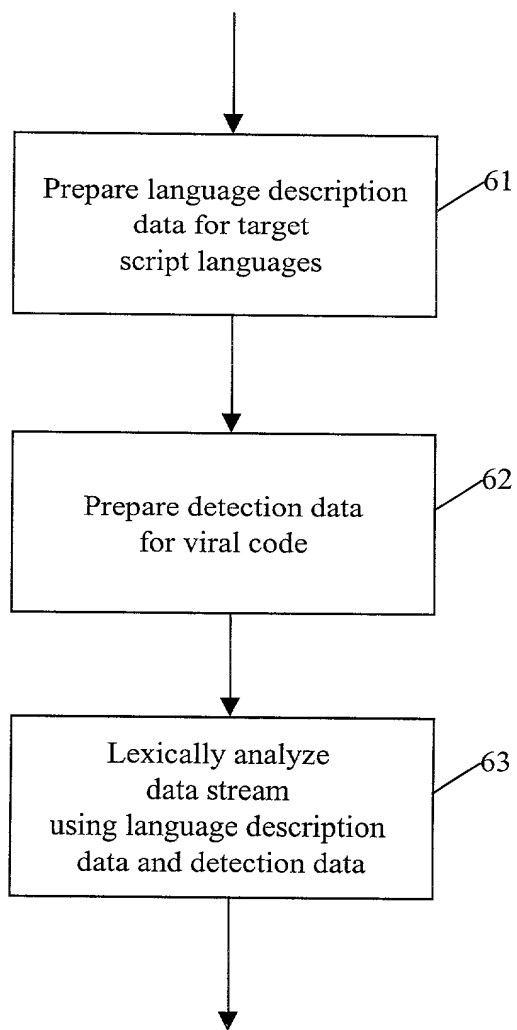 Prepare language description
data for target
script languages
61
Prepare detection data
for viral code
62
Lexically analyze
data stream
using language description
data and detection data
63